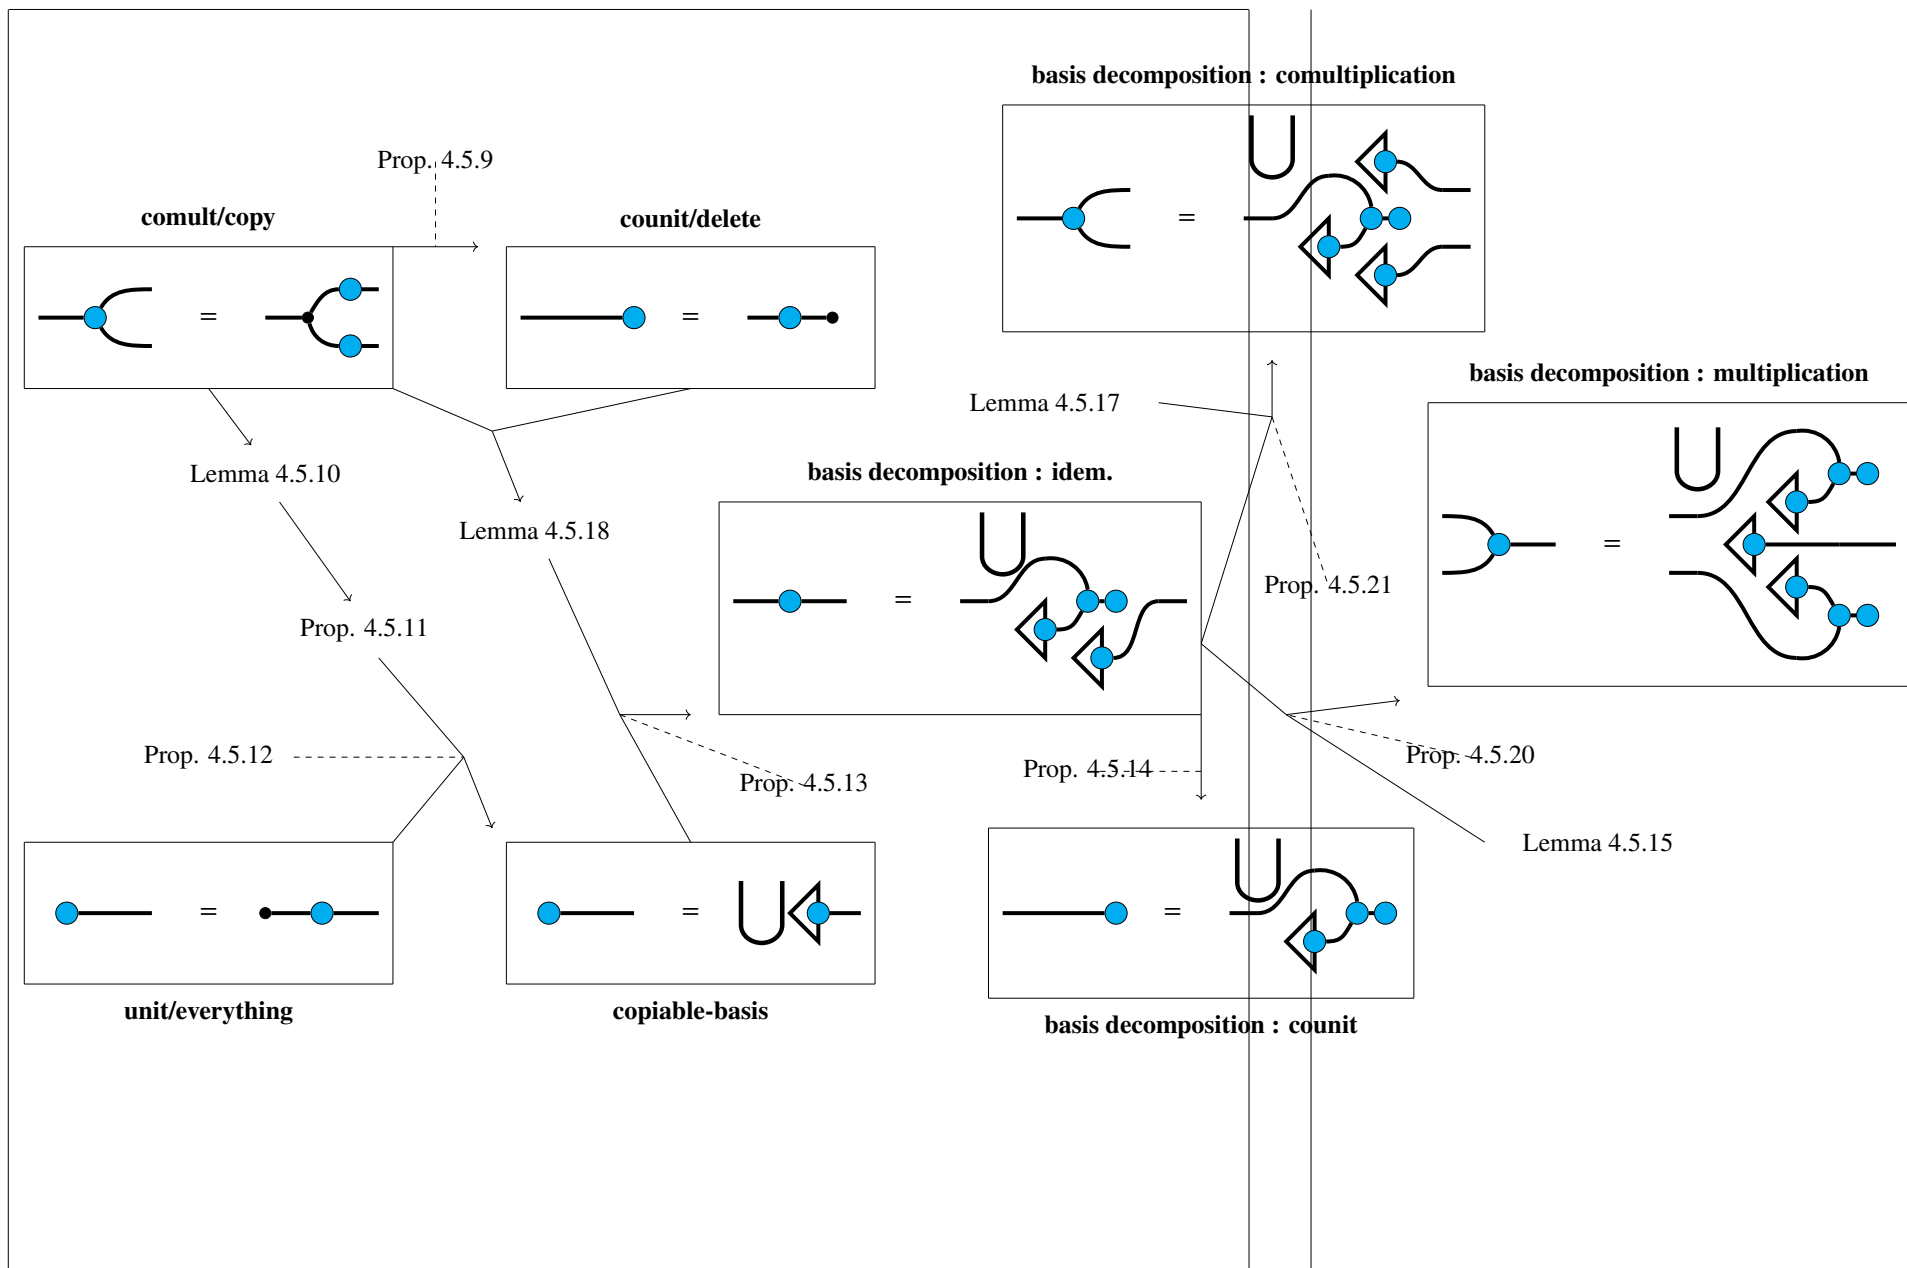 basis decomposition : comultiplication
Prop. 4.5.9
comult/copy
counit/delete
=
=
=
basis decomposition : multiplication
Lemma 4.5.17
Lemma 4.5.10
basis decomposition : idem.
Lemma 4.5.18
=
Prop. 4.5.21
=
Prop. 4.5.11
Prop. 4.5.12
Prop. 4.5.13
Prop. 4.5.14
Prop. 4.5.20
Lemma 4.5.15
=
=
=
unit/everything
copiable-basis
basis decomposition : counit